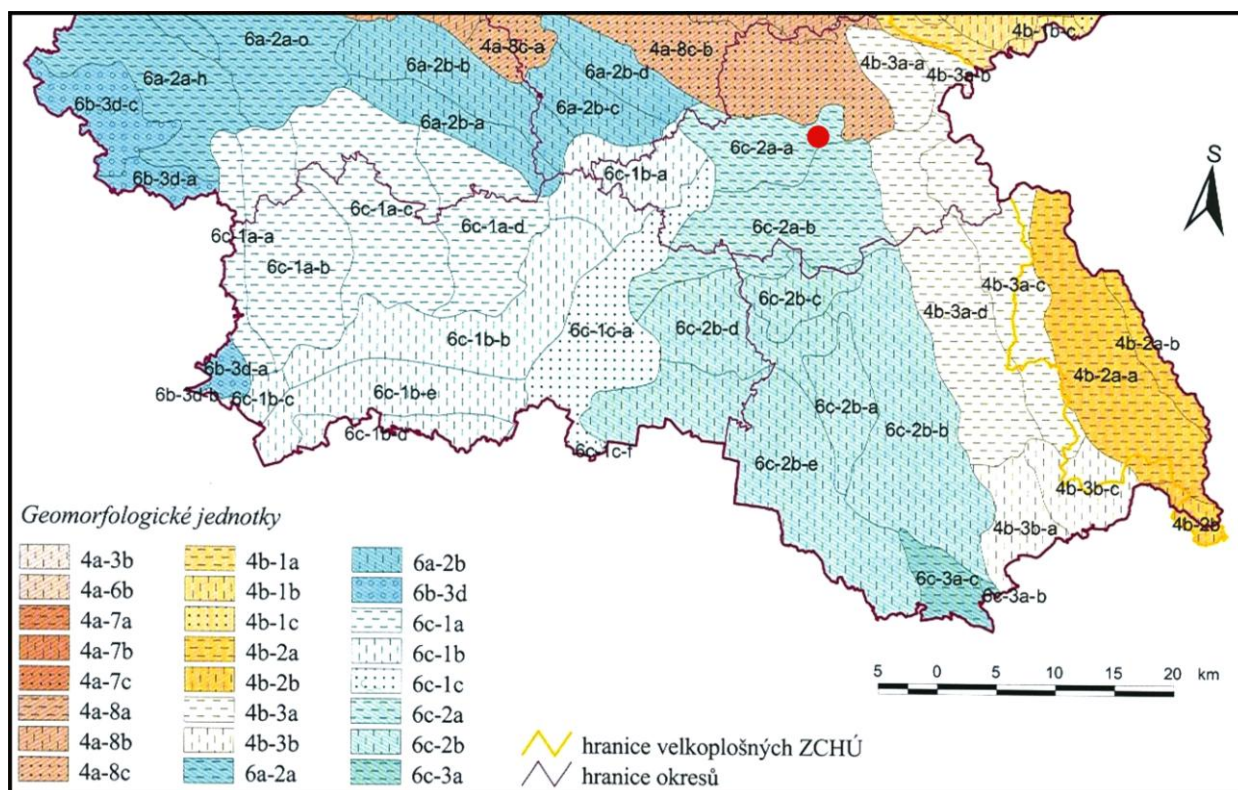 6a-2a-o
4a-8c-a
4a-8c-b
4b-1b-c
6a-2b-b
6a-2b-d
4b-3a-a
4b-3a-b
6a-2a-h
6b-3d-c
6a-2b-c
6a-2b-a
6c-2a-a
6c-1b-a
6b-3d-a
6c-1a-c
6c-1a-d
6c-2a-b
6c-1a-a
6c-1a-b
S
4b-3a-c
6c-2b-c
4b-3a-d
6c-1b-b
6c-1c-a
6c-2b-d
4b-2a-b
6b-3d-a
4b-2a-a
6b-3d-b
6c-1b-c
6c-1b-e
6c-2b-a
6c-2b-b
6c-1b-d
6c-1c-f
6c-2b-e
4b-3b-c
4b-3b-a
4b-2b
6c-3a-c
6c-3a-b
Geomorfologické jednotky
4a-3b
4a-6b
4a-7a
4a-7b
4a-7c
4a-8a
4a-8b
4a-8c
4b-1a
4b-1b
4b-1c
4b-2a
4b-2b
4b-3a
4b-3b
6a-2a
6a-2b
6b-3d
6c-1a
6c-1b
6c-1c
6c-2a
6c-2b
6c-3a
5 0 5 10 15 20 km
hranice velkoplošných ZCHÚ
hranice okresů